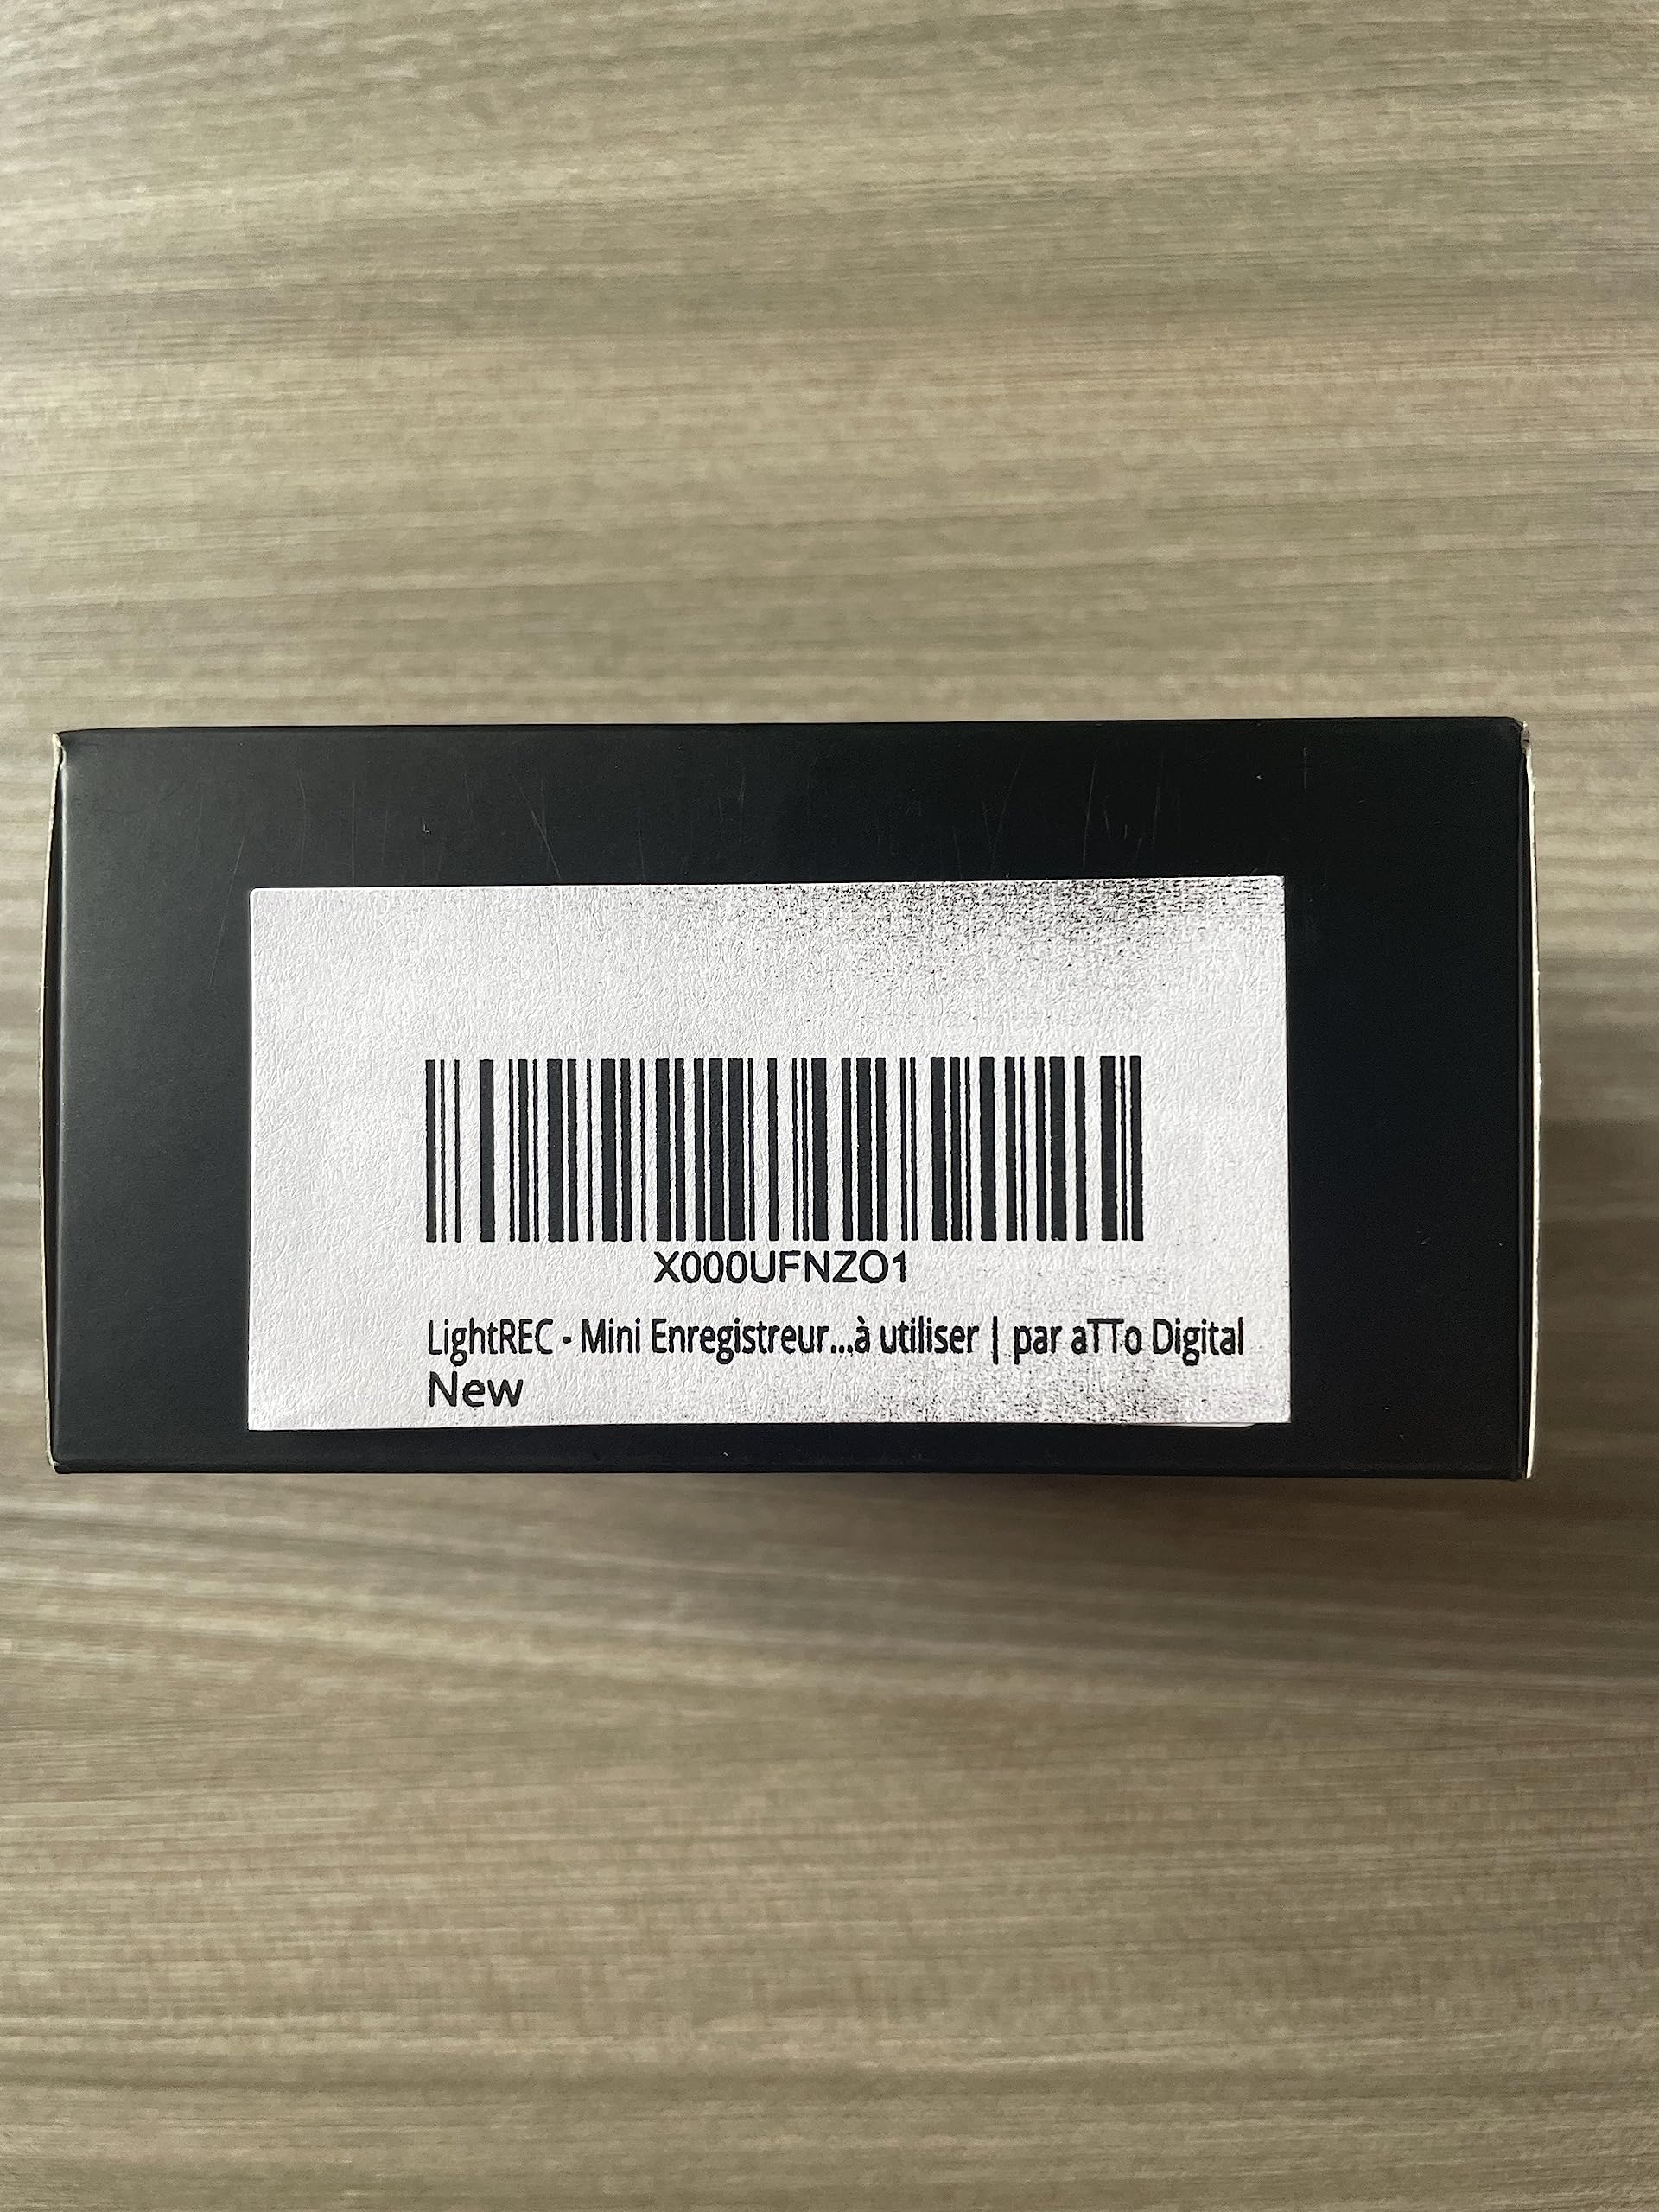 X000UFNZO1
LightREC - Mini Enregistreur...à utiliser | par aTTo Digital
New